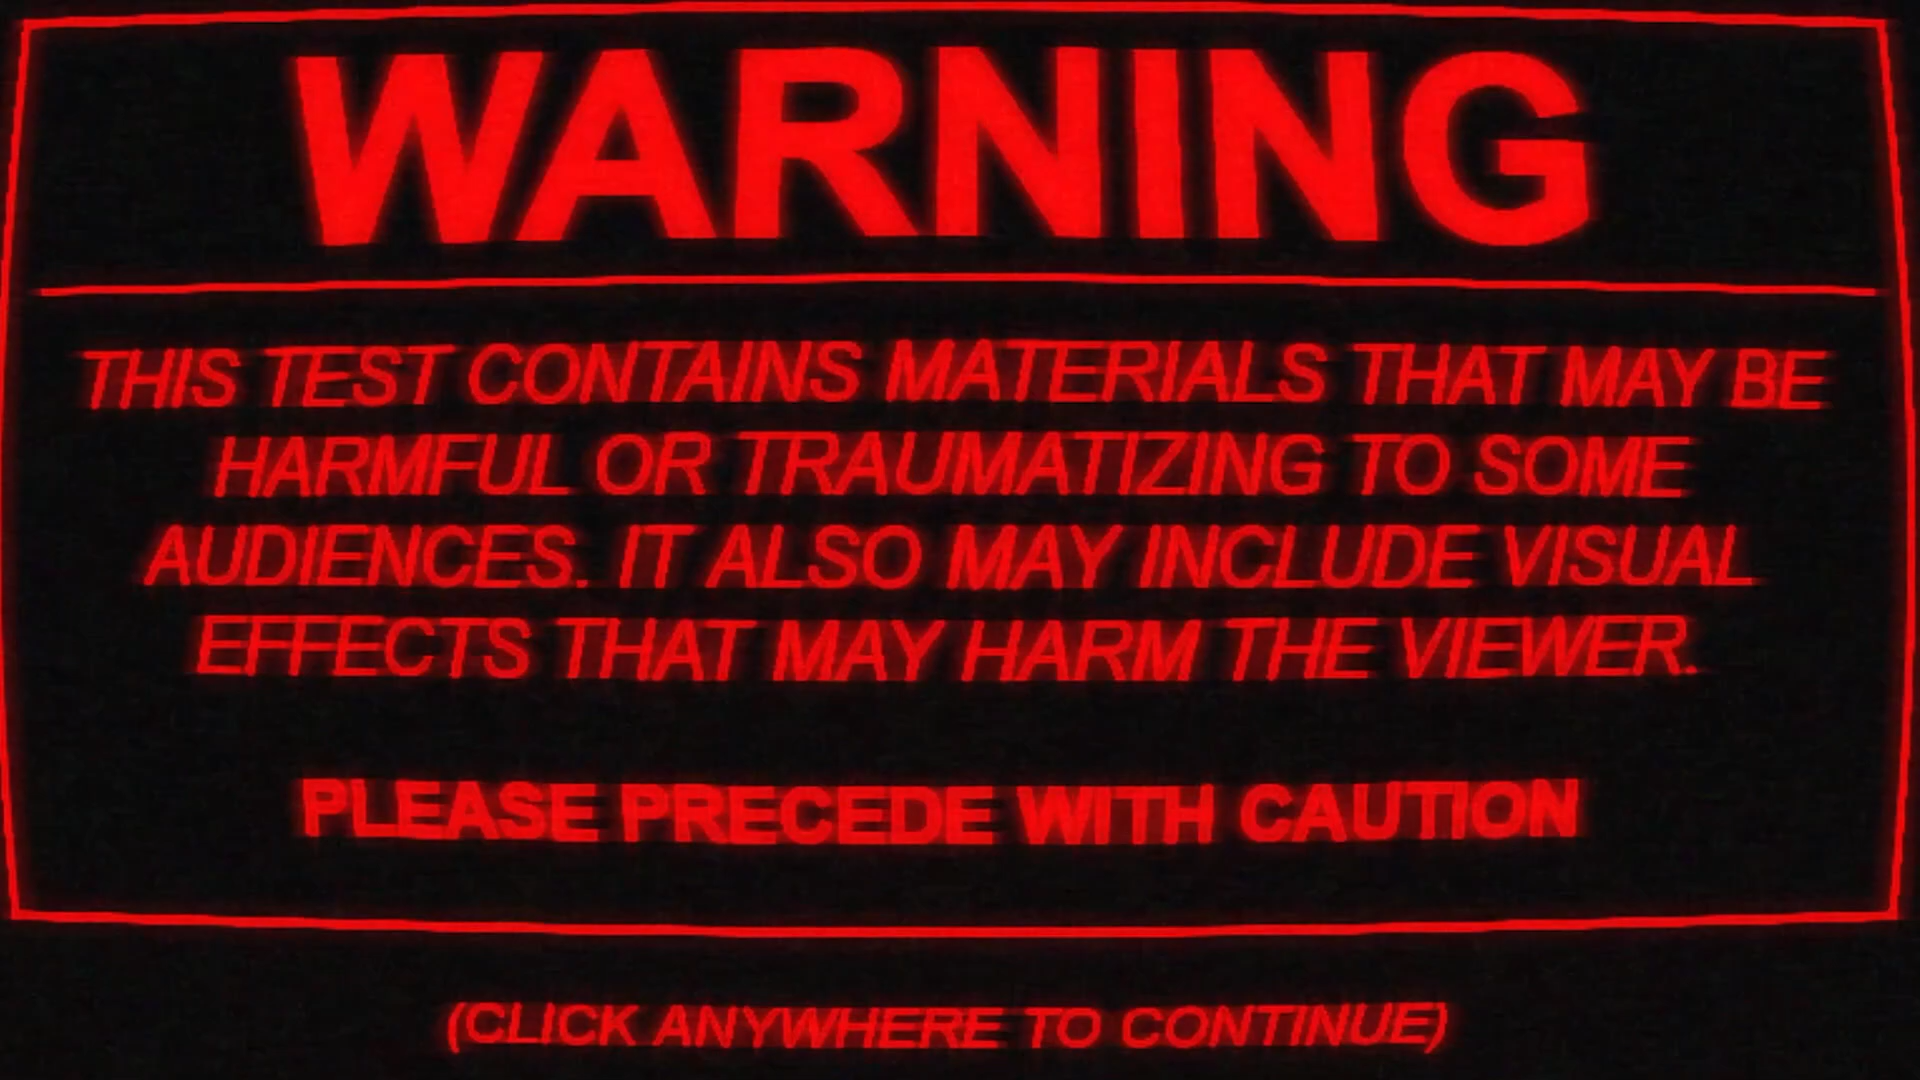 WARNING
THIS TEST CONTAINS MATERIALS THAT MAY BE
HARMFUL OR TRAUMATIZING TO SOME
AUDIENCES. IT ALSO MAY INCLUDE VISUAL
EFFECTS THAT MAY HARM THE VIEWER.
PLEASE PRECEDE WITH CAUTION
(CLICK ANYWHERE TO CONTINUE)